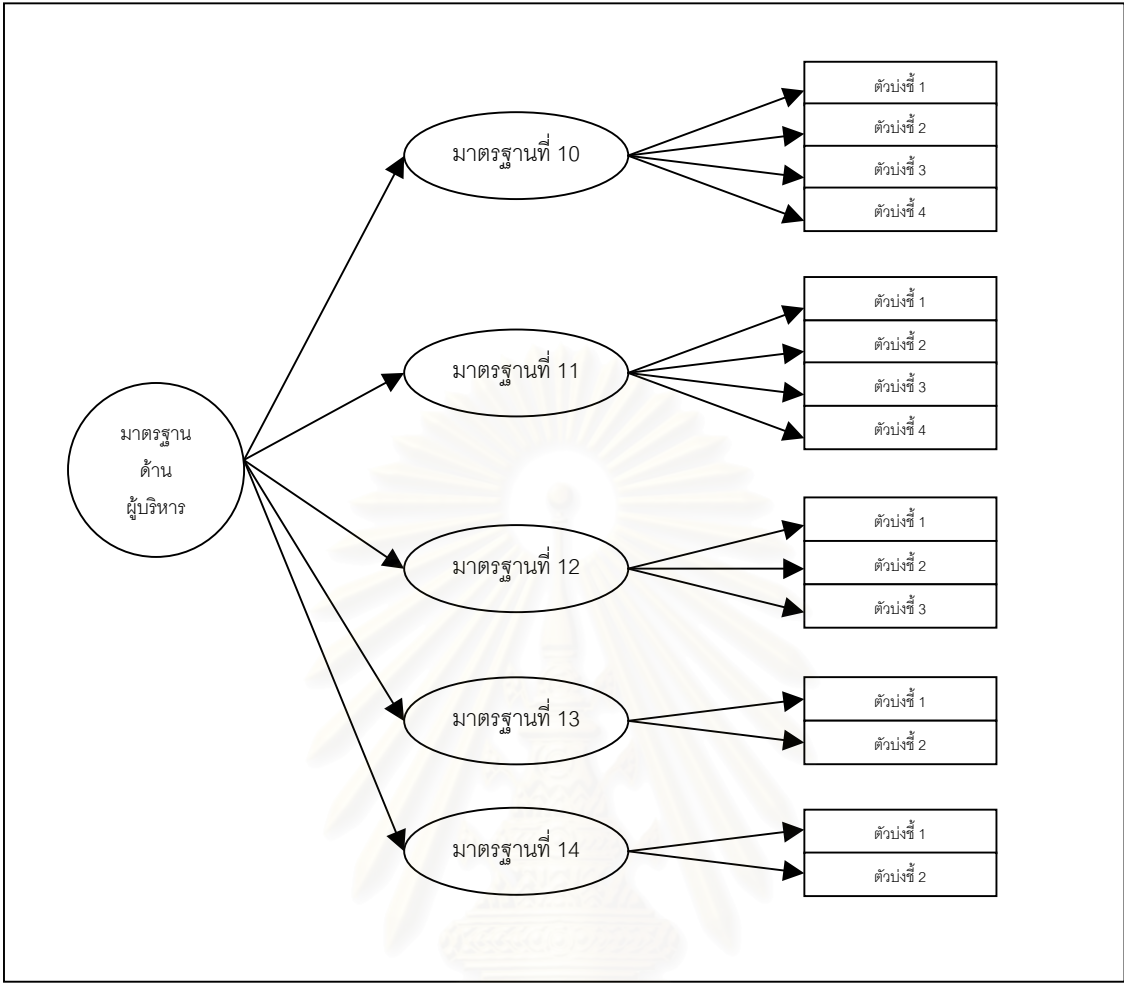 มาตรฐาน
ด้าน
ผู้บริหาร
มาตรฐานที่ 10
ตัวบ่งชี้ 1
ตัวบ่งชี้ 2
ตัวบ่งชี้ 3
ตัวบ่งชี้ 4
มาตรฐานที่ 11
ตัวบ่งชี้ 1
ตัวบ่งชี้ 2
ตัวบ่งชี้ 3
ตัวบ่งชี้ 4
มาตรฐานที่ 12
ตัวบ่งชี้ 1
ตัวบ่งชี้ 2
ตัวบ่งชี้ 3
มาตรฐานที่ 13
ตัวบ่งชี้ 1
ตัวบ่งชี้ 2
มาตรฐานที่ 14
ตัวบ่งชี้ 1
ตัวบ่งชี้ 2